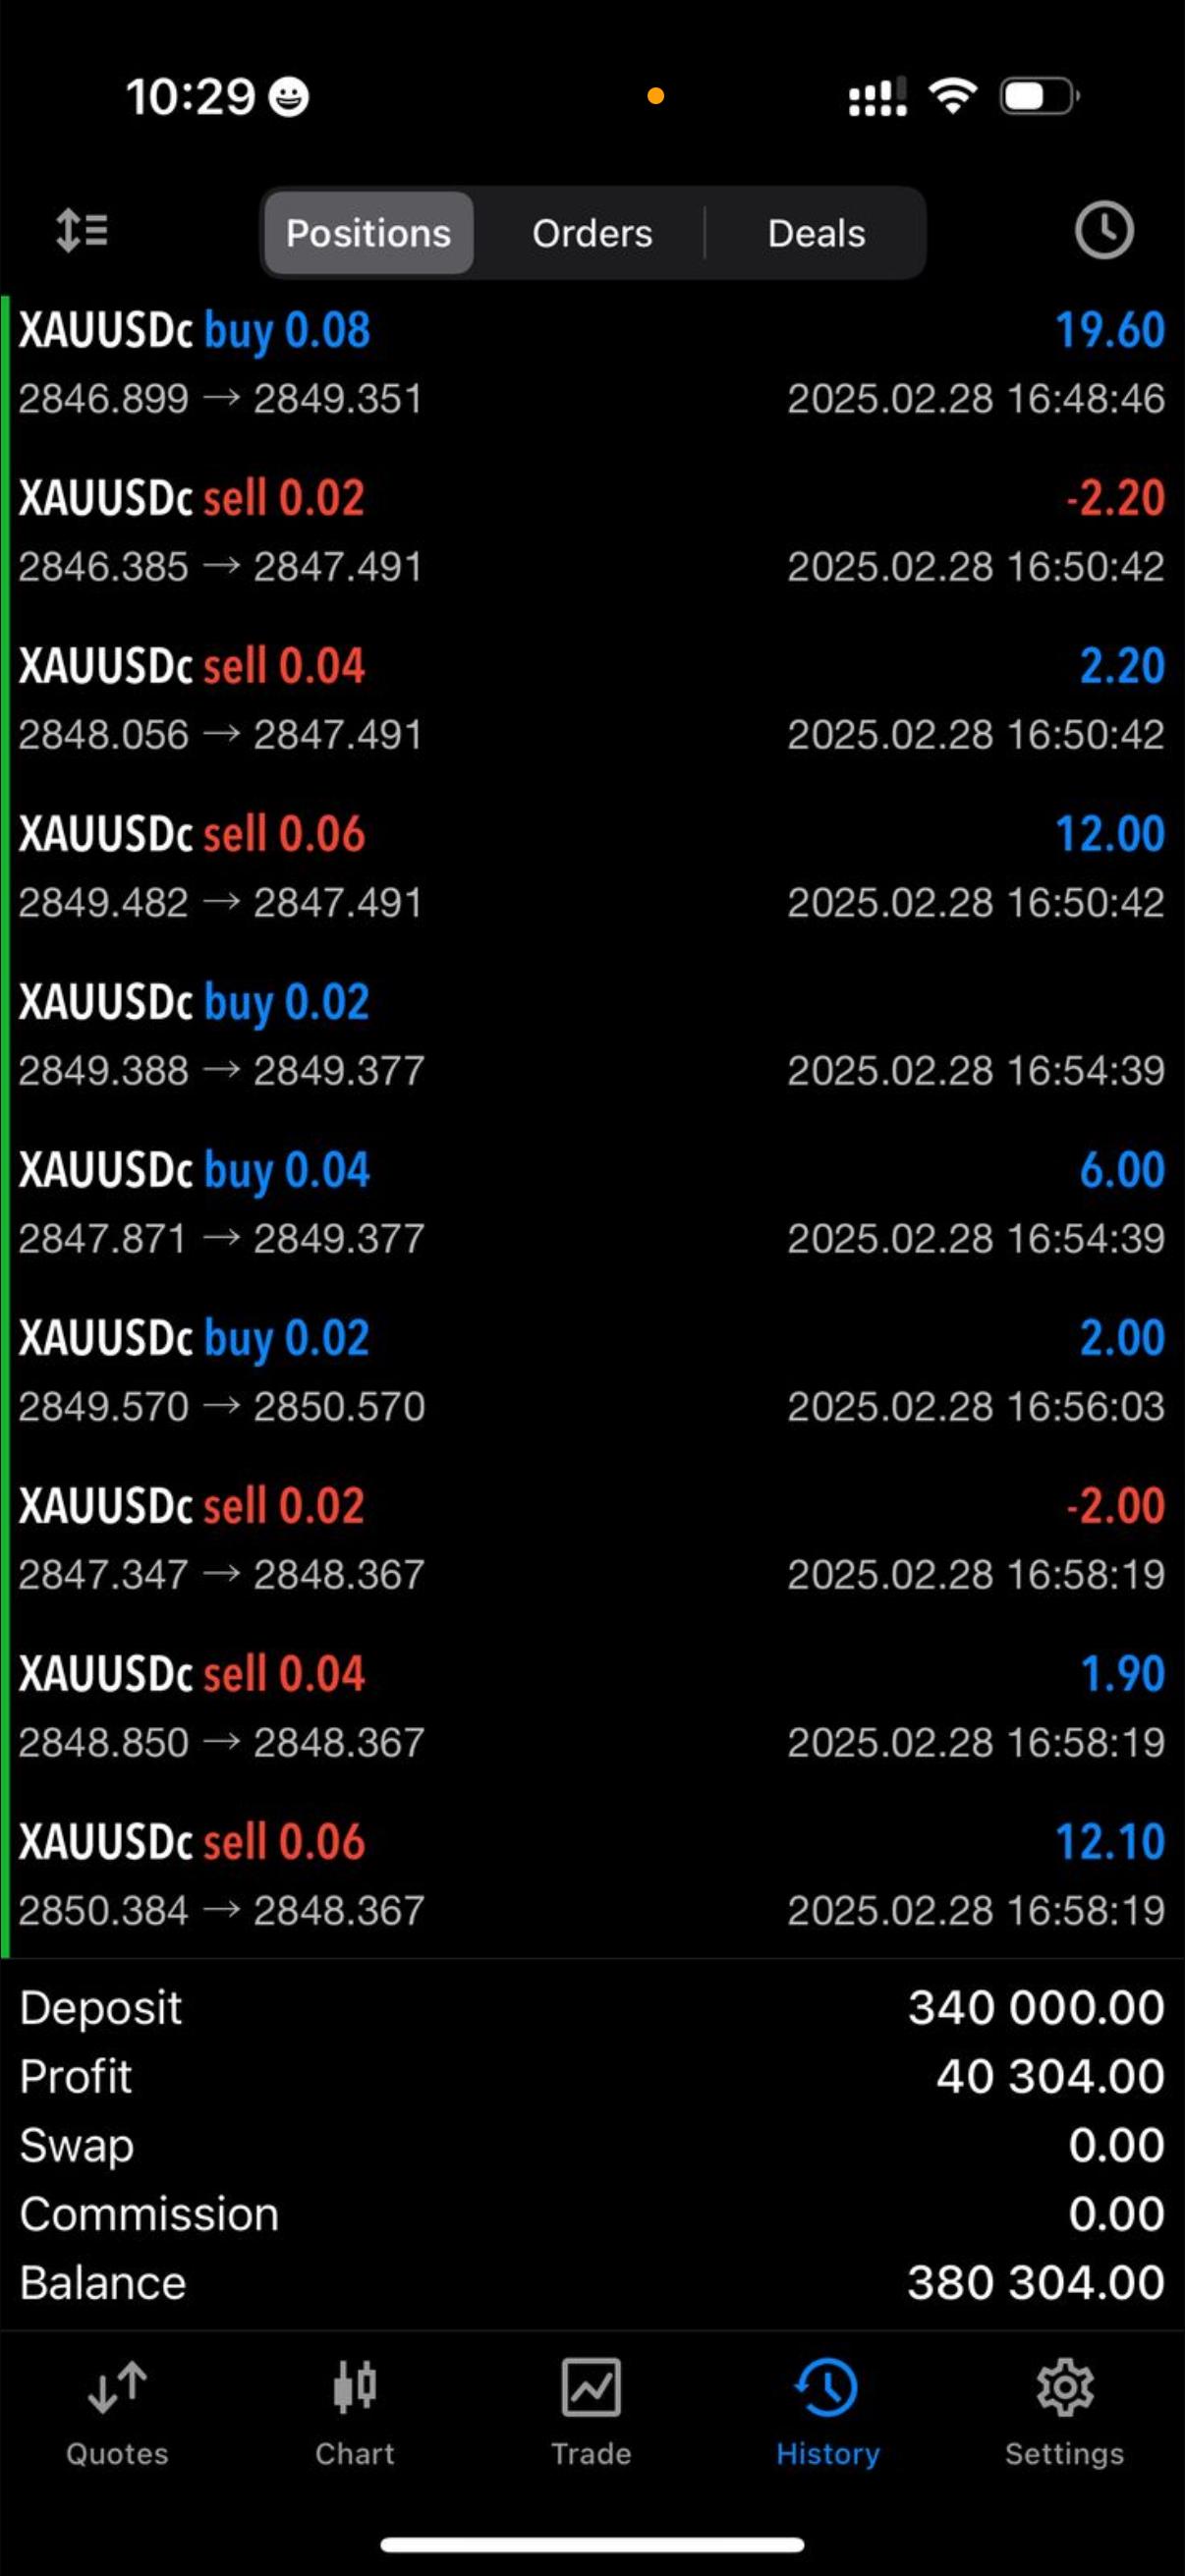 10:29
Positions Orders Deals
XAUUSDc buy 0.08 19.60
2846.899 → 2849.351 2025.02.28 16:48:46
XAUUSDc sell 0.02 -2.20
2846.385 → 2847.491 2025.02.28 16:50:42
XAUUSDc sell 0.04 2.20
2848.056 → 2847.491 2025.02.28 16:50:42
XAUUSDc sell 0.06 12.00
2849.482 → 2847.491 2025.02.28 16:50:42
XAUUSDc buy 0.02
2849.388 → 2849.377 2025.02.28 16:54:39
XAUUSDc buy 0.04 6.00
2847.871 → 2849.377 2025.02.28 16:54:39
XAUUSDc buy 0.02 2.00
2849.570 → 2850.570 2025.02.28 16:56:03
XAUUSDc sell 0.02 -2.00
2847.347 → 2848.367 2025.02.28 16:58:19
XAUUSDc sell 0.04 1.90
2848.850 → 2848.367 2025.02.28 16:58:19
XAUUSDc sell 0.06 12.10
2850.384 → 2848.367 2025.02.28 16:58:19
Deposit 340 000.00
Profit 40 304.00
Swap 0.00
Commission 0.00
Balance 380 304.00
Quotes Chart Trade History Settings